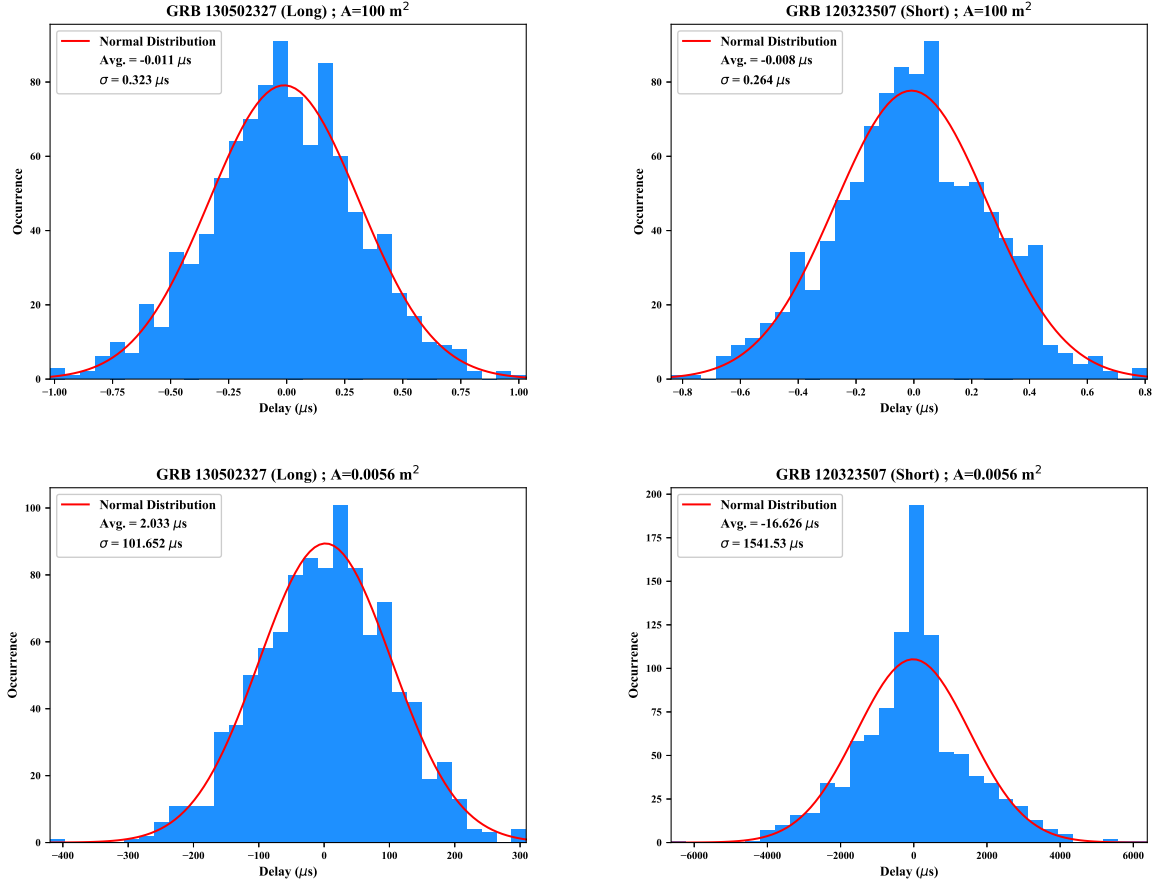 GRB 130502327 (Long) ; A=100 m²
Normal Distribution
Avg. = -0.011 μs
σ = 0.323 μs
Occurrence
80
60
40
20
0
−1.00 −0.75 −0.50 −0.25 0.00 0.25 0.50 0.75 1.00
Delay (μs)
GRB 120323507 (Short) ; A=100 m²
Normal Distribution
Avg. = -0.008 μs
σ = 0.264 μs
Occurrence
80
60
40
20
0
−0.8 −0.6 −0.4 −0.2 0.0 0.2 0.4 0.6 0.8
Delay (μs)
GRB 130502327 (Long) ; A=0.0056 m²
Normal Distribution
Avg. = 2.033 μs
σ = 101.652 μs
Occurrence
100
80
60
40
20
0
−400 −300 −200 −100 0 100 200 300
Delay (μs)
GRB 120323507 (Short) ; A=0.0056 m²
Normal Distribution
Avg. = -16.626 μs
σ = 1541.53 μs
Occurrence
200
175
150
125
100
75
50
25
0
−6000 −4000 −2000 0 2000 4000 6000
Delay (μs)